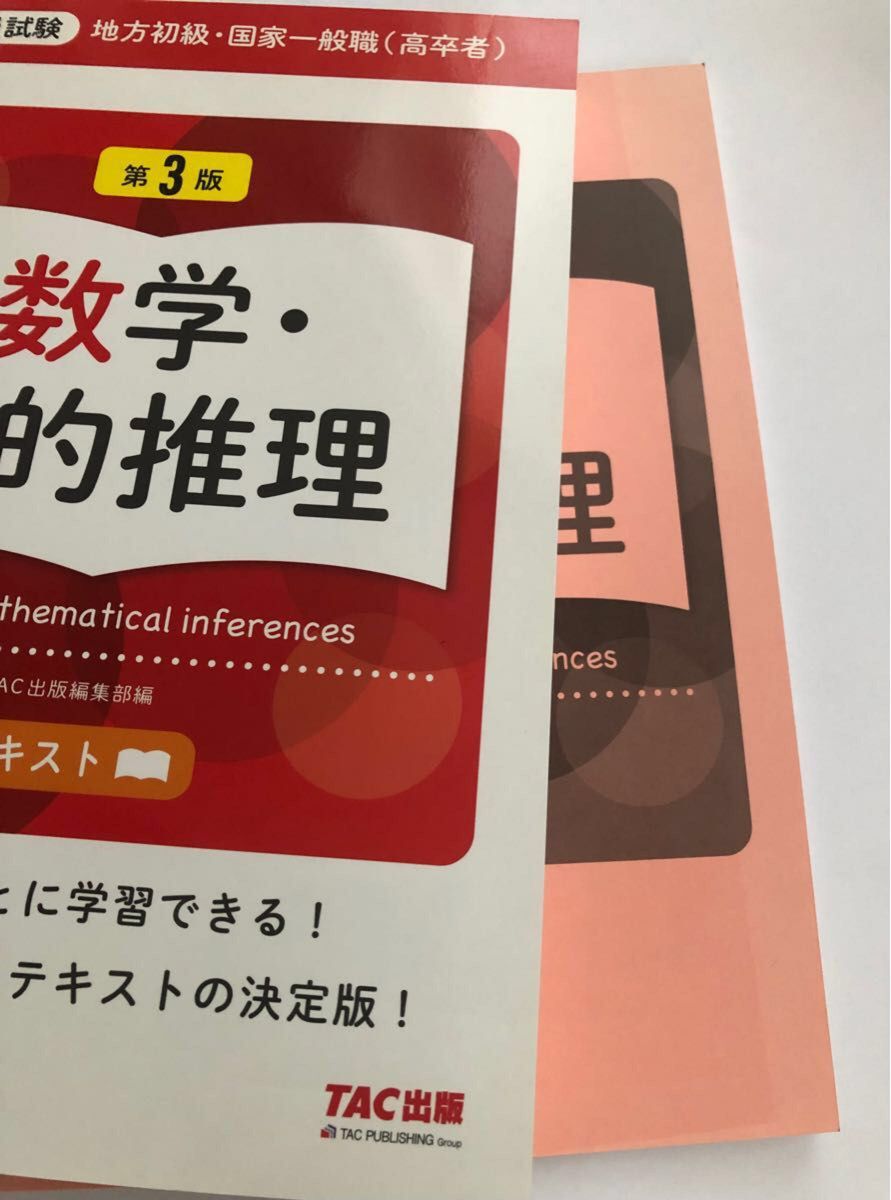 試験 地方初級・国家一般職(高卒者)
第3版
数学・
的推理
理
thematical inferences
nces
AC出版編集部編
キスト
とに学習できる!
テキストの決定版!
TAC出版
TAC PUBLISHING Group